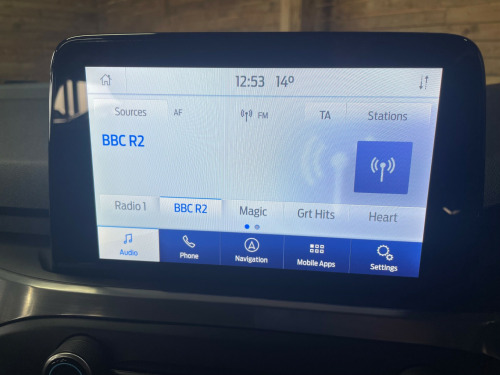 12:53 14°
Sources AF FM TA Stations
BBC R2
Radio 1 BBC R2 Magic Grt Hits Heart
Audio Phone Navigation Mobile Apps Settings